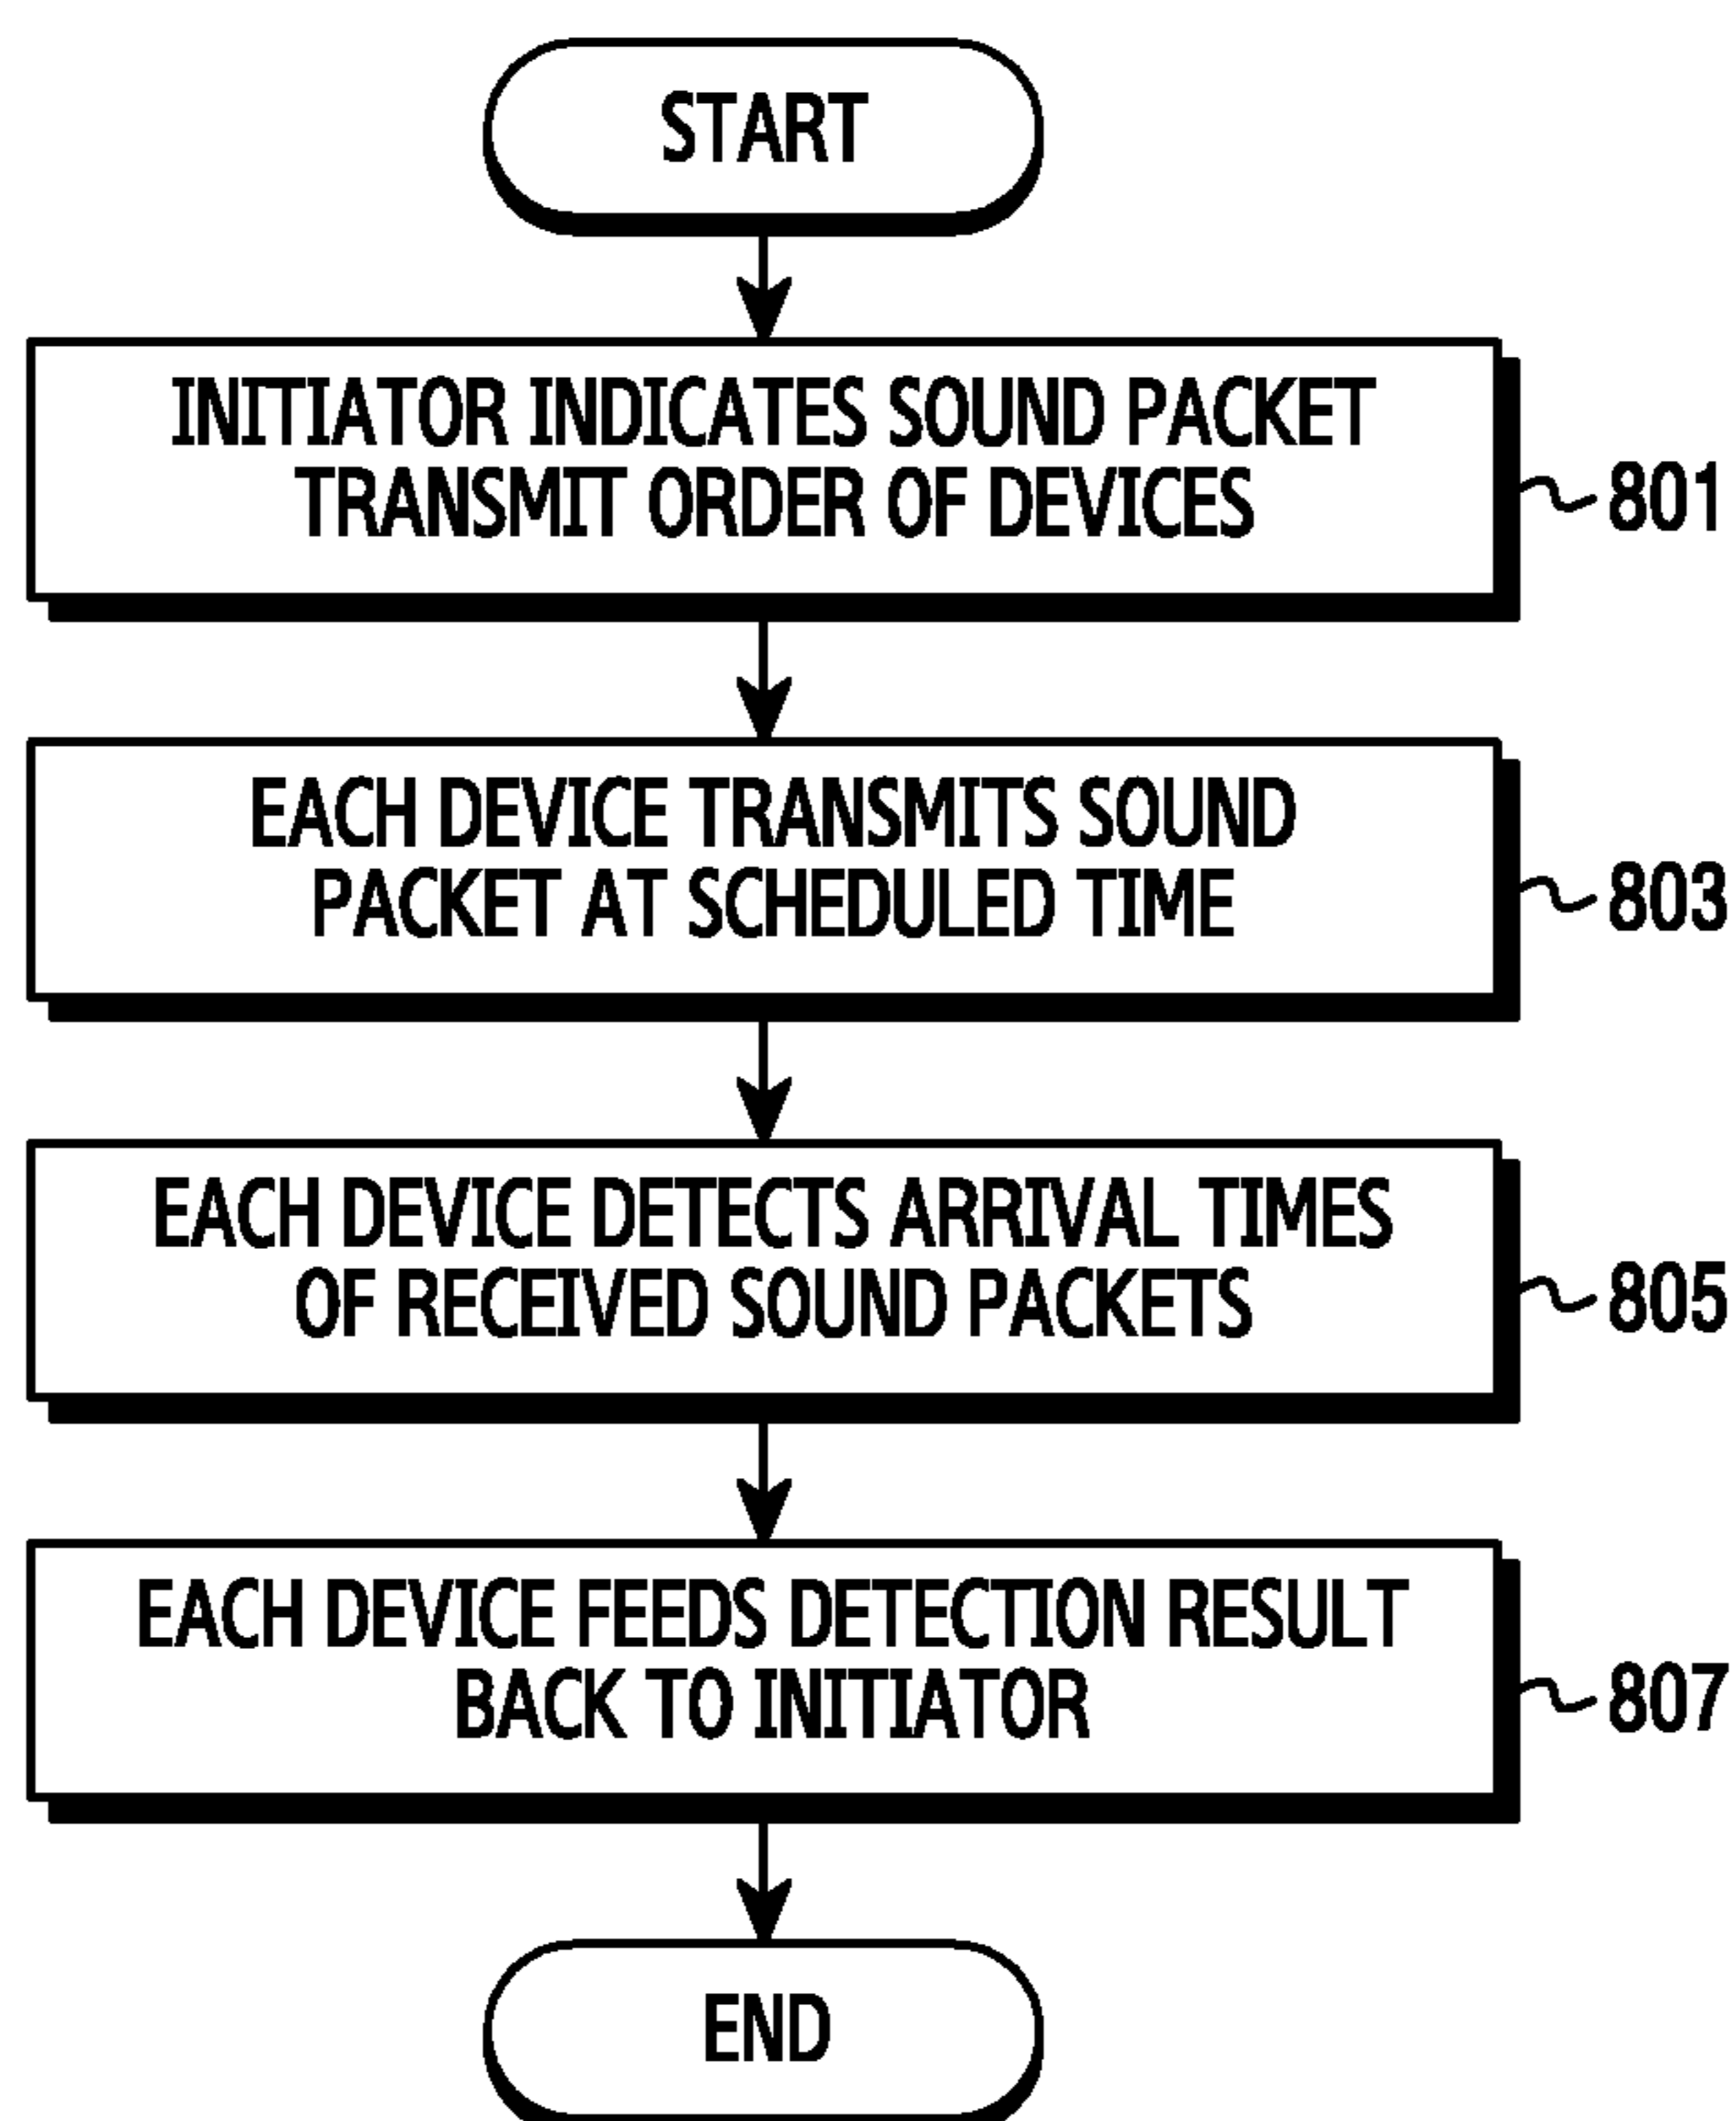 START
INITIATOR INDICATES SOUND PACKET
TRANSMIT ORDER OF DEVICES
801
EACH DEVICE TRANSMITS SOUND
PACKET AT SCHEDULED TIME
803
EACH DEVICE DETECTS ARRIVAL TIMES
OF RECEIVED SOUND PACKETS
805
EACH DEVICE FEEDS DETECTION RESULT
BACK TO INITIATOR
807
END